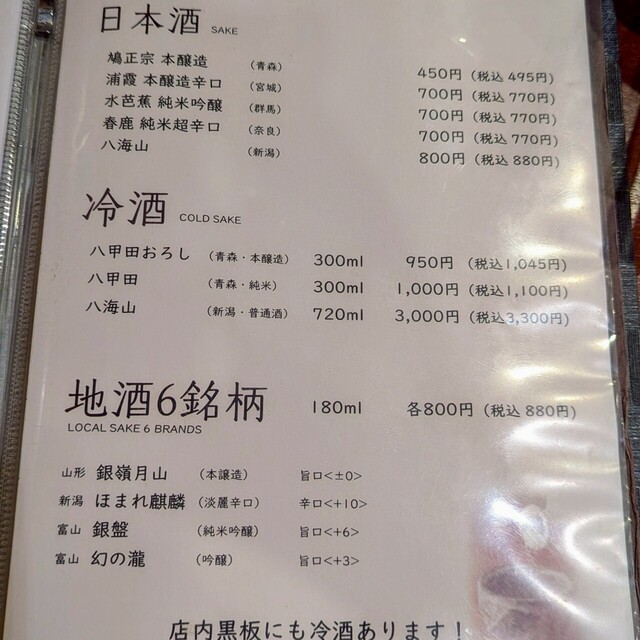 日本酒 SAKE
鳩正宗 本醸造 (青森) 450円 (税込 495円)
浦霞 本醸造辛口 (宮城) 700円 (税込 770円)
水芭蕉 純米吟醸 (群馬) 700円 (税込 770円)
春鹿 純米超辛口 (奈良) 700円 (税込 770円)
八海山 (新潟) 800円 (税込 880円)
冷酒 COLD SAKE
八甲田おろし (青森・本醸造) 300ml 950円 (税込1,045円)
八甲田 (青森・純米) 300ml 1,000円 (税込1,100円)
八海山 (新潟・普通酒) 720ml 3,000円 (税込3,300円)
地酒6銘柄 180ml 各800円 (税込 880円)
LOCAL SAKE 6 BRANDS
山形 銀嶺月山 (本譲造) 旨口<±0>
新潟 ほまれ麒麟 (淡麗辛口) 辛口<+10>
富山 銀盤 (純米吟醸) 旨口<+6>
富山 幻の瀧 (吟醸) 旨口<+3>
店内黒板にも冷酒あります!